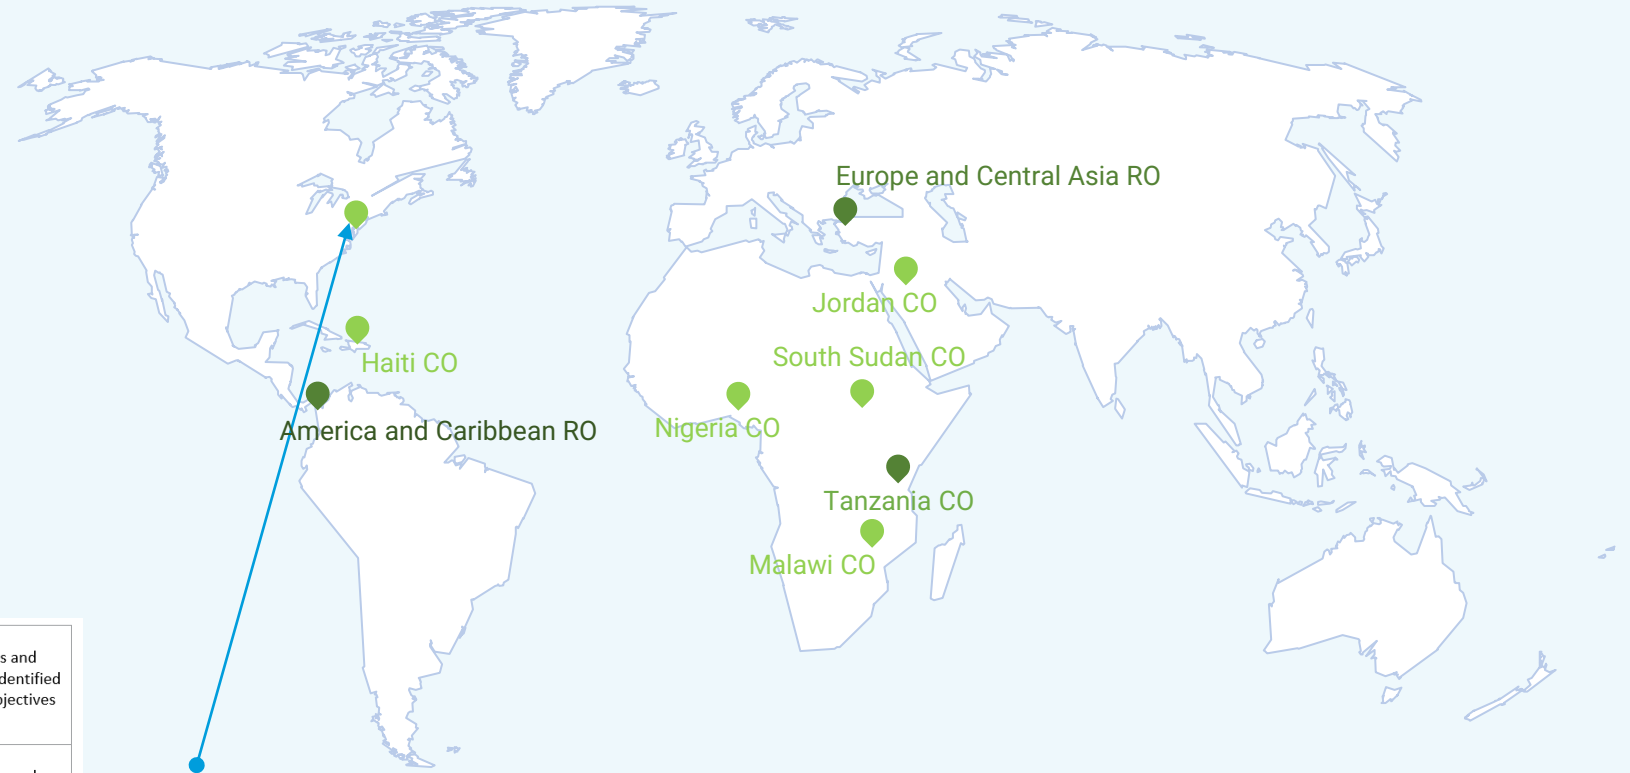 Europe and Central Asia RO
Jordan CO
South Sudan CO
Haiti CO
Nigeria CO
America and Caribbean RO
Tanzania CO
Malawi CO
s and
dentified
jectives